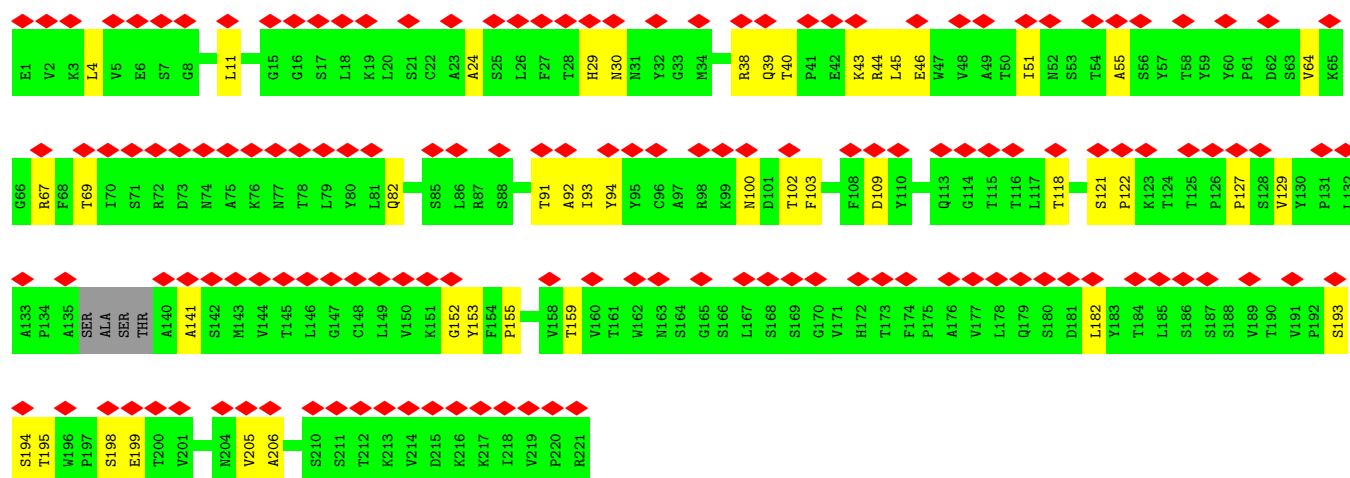 E1 V2 K3 L4 V5 E6 S7 G8 L11 G15 G16 S17 L18 K19 L20 S21 C22 A23 A24 S25 L26 F27 T28 H29 N30 N31 Y32 G33 M34 R38 Q39 T40 P41 E42 K43 R44 L45 E46 W47 V48 A49 T50 I51 N52 S53 T54 A55 S56 Y57 T58 Y59 Y60 P61 D62 S63 V64 K65
G66 R67 F68 T69 I70 S71 R72 D73 N74 A75 K76 N77 T78 L79 Y80 L81 Q82 S85 L86 R87 S88 T91 A92 I93 Y94 Y95 C96 A97 R98 K99 N100 D101 T102 F103 F108 D109 Y110 Q113 G114 T115 T116 L117 T118 S121 P122 K123 T124 T125 P126 P127 S128 V129 Y130 P131 L132
A133 P134 A135 SER ALA SER THR A140 A141 S142 M143 V144 T145 L146 G147 C148 L149 V150 K151 G152 Y153 F154 P155 V158 T159 V160 T161 W162 N163 S164 G165 S166 L167 S168 S169 G170 V171 H172 T173 F174 P175 A176 V177 L178 Q179 S180 D181 L182 Y183 T184 L185 S186 S187 S188 V189 T190 V191 P192 S193
S194 T195 W196 P197 S198 E199 T200 V201 N204 V205 A206 S210 S211 T212 K213 V214 D215 K216 K217 I218 V219 P220 R221